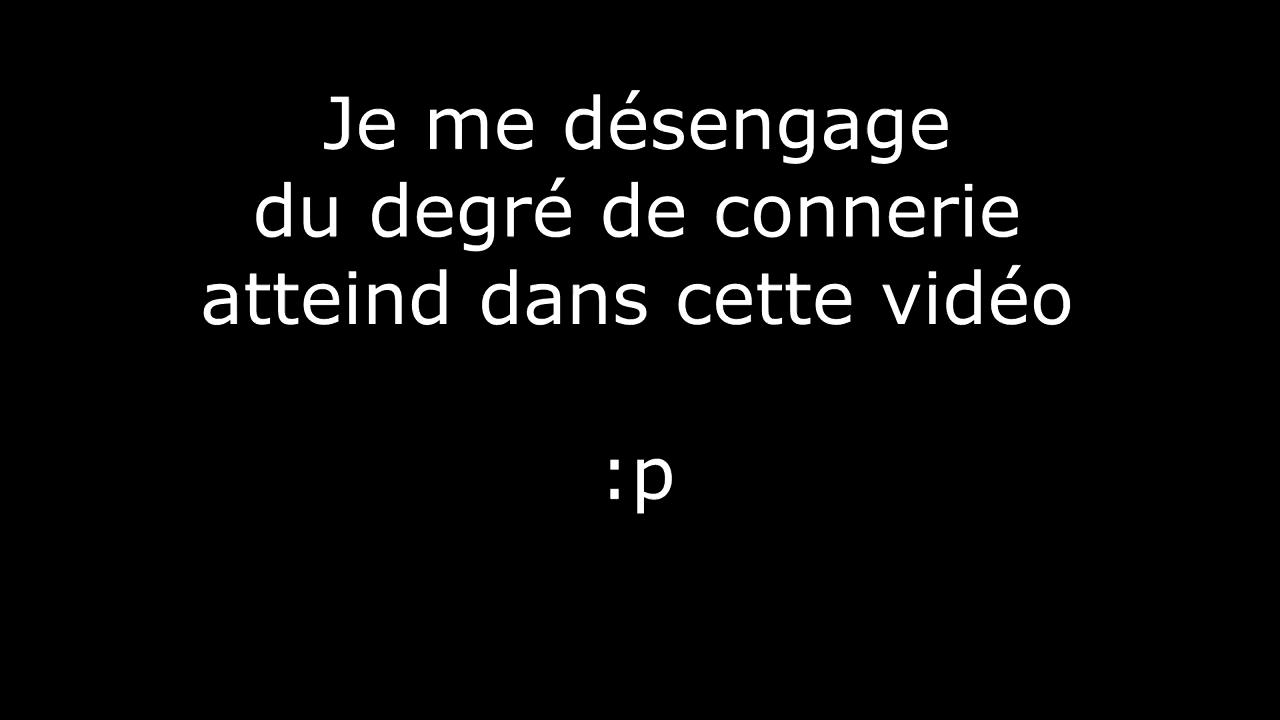 Je me désengage
du degré de connerie
atteind dans cette vidéo
:p